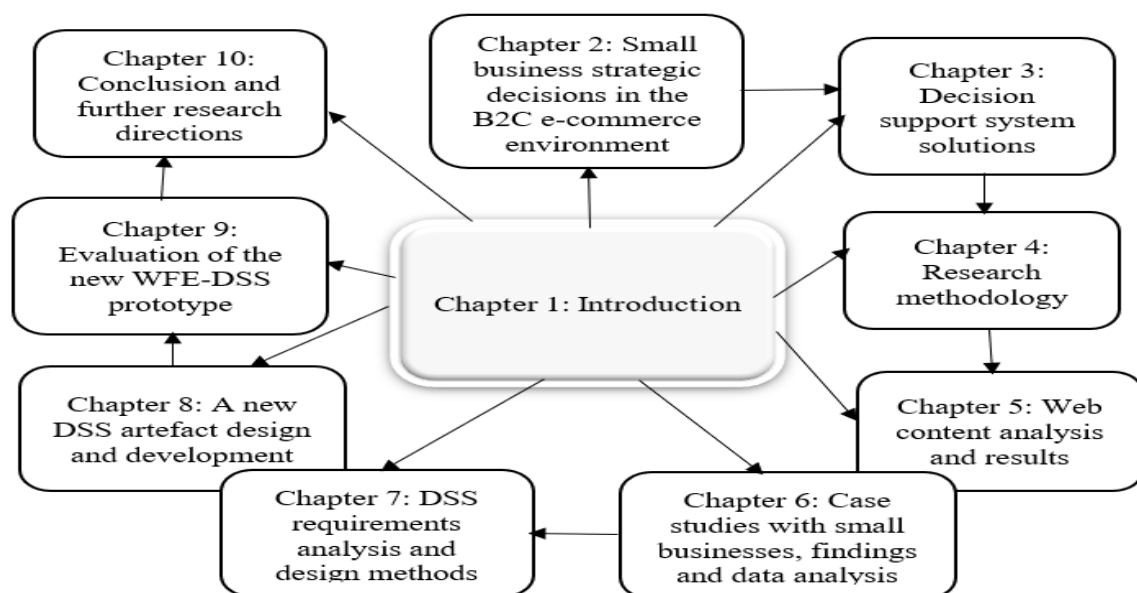 Chapter 1: Introduction
Chapter 2: Small
business strategic
decisions in the
B2C e-commerce
environment
Chapter 3:
Decision
support system
solutions
Chapter 4:
Research
methodology
Chapter 5: Web
content analysis
and results
Chapter 6: Case
studies with small
businesses, findings
and data analysis
Chapter 7: DSS
requirements
analysis and
design methods
Chapter 8: A new
DSS artefact design
and development
Chapter 9:
Evaluation of the
new WFE-DSS
prototype
Chapter 10:
Conclusion and
further research
directions